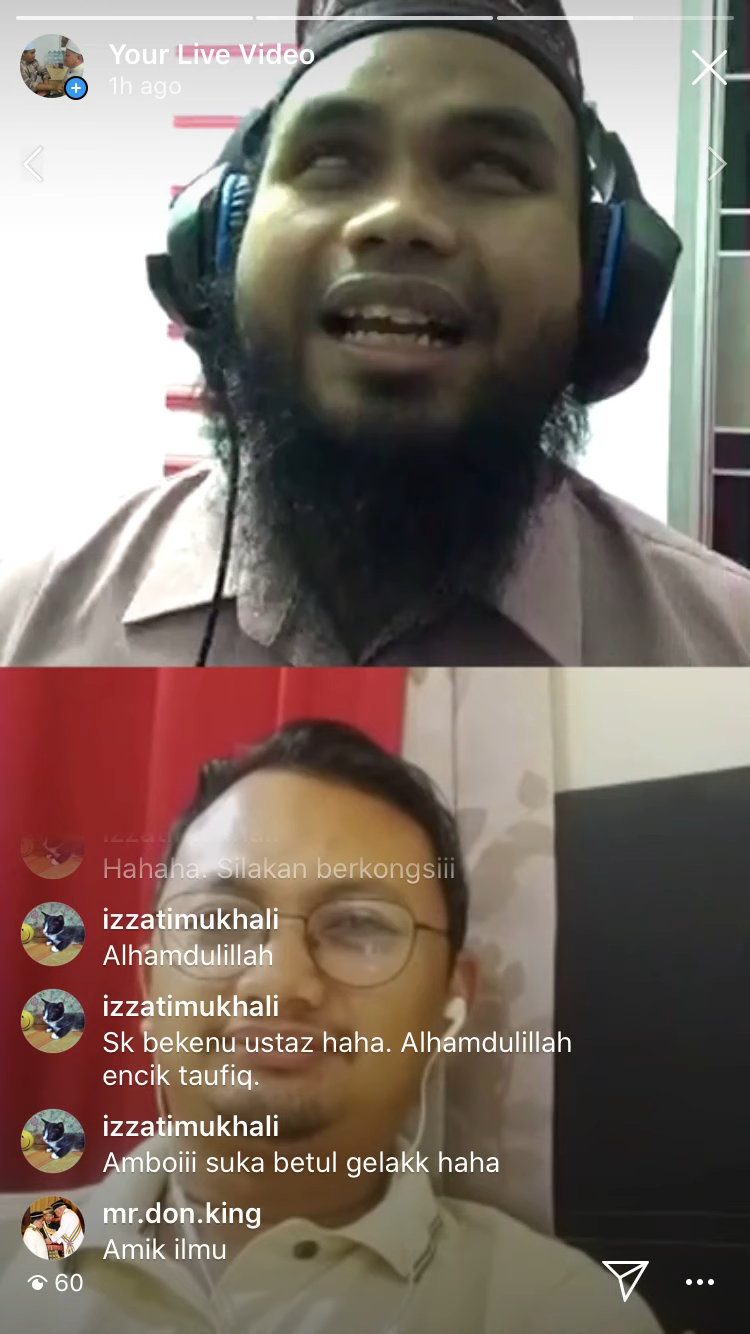 Your Live Video
1h ago
izzatimukhali
Hahaha. Silakan berkongsiii
izzatimukhali
Alhamdulillah
izzatimukhali
Sk bekenu ustaz haha. Alhamdulillah
encik taufiq.
izzatimukhali
Amboiii suka betul gelakk haha
mr.don.king
Amik ilmu
60